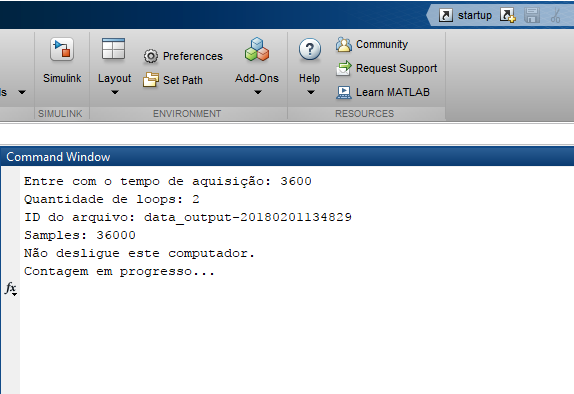 startup
Preferences
Community
Set Path
Request Support
Simulink
Layout
Add-Ons
Help
Learn MATLAB
SIMULINK
ENVIRONMENT
RESOURCES
Command Window
Entre com o tempo de aquisição: 3600
Quantidade de loops: 2
ID do arquivo: data_output-20180201134829
Samples: 36000
Não desligue este computador.
Contagem em progresso...
fx